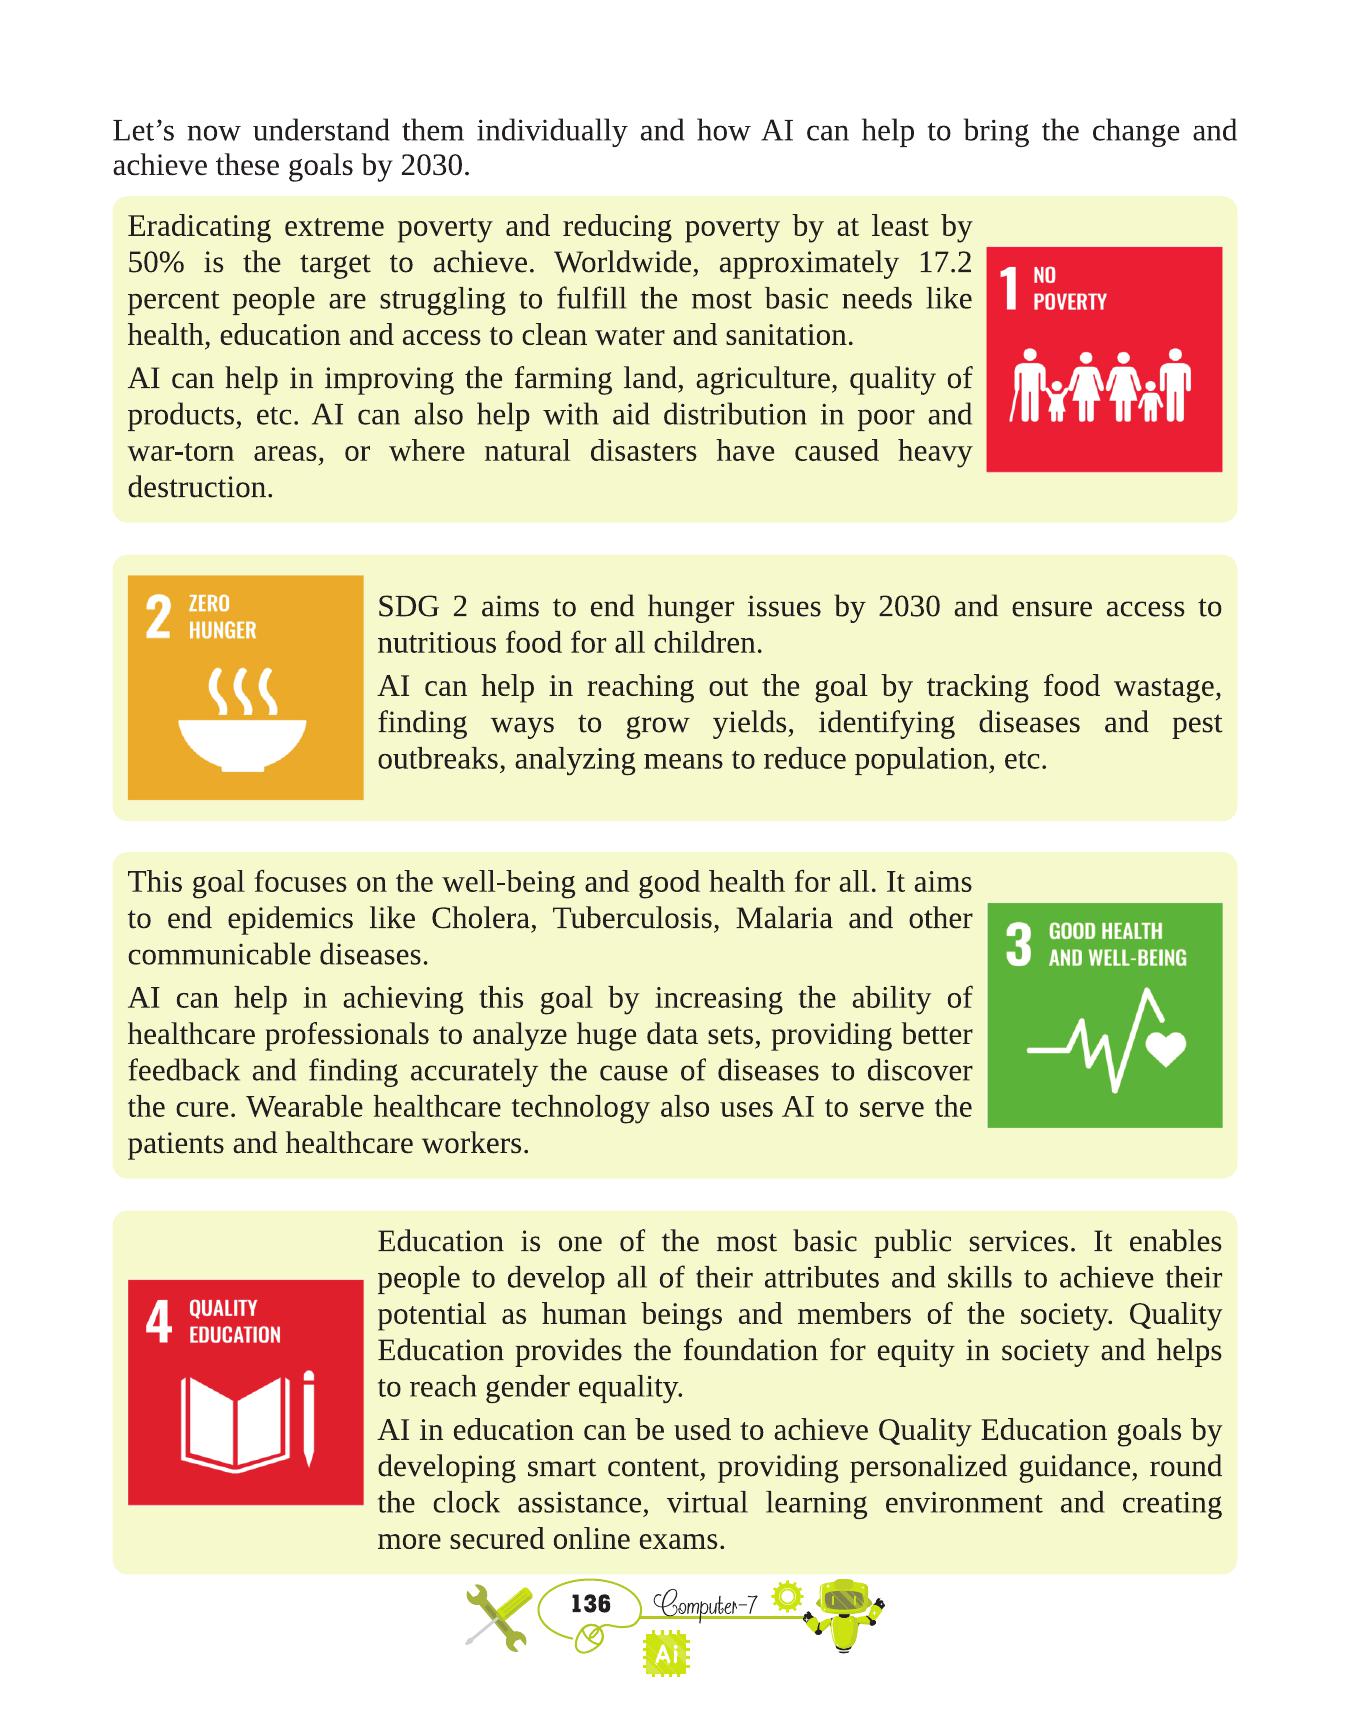 Let’s now understand them individually and how AI can help to bring the change and
achieve these goals by 2030.
Eradicating extreme poverty and reducing poverty by at least by
50% is the target to achieve. Worldwide, approximately 17.2
percent people are struggling to fulfill the most basic needs like
health, education and access to clean water and sanitation.
AI can help in improving the farming land, agriculture, quality of
products, etc. AI can also help with aid distribution in poor and
war-torn areas, or where natural disasters have caused heavy
destruction.
1 NO
POVERTY
2 ZERO
HUNGER
SDG 2 aims to end hunger issues by 2030 and ensure access to
nutritious food for all children.
AI can help in reaching out the goal by tracking food wastage,
finding ways to grow yields, identifying diseases and pest
outbreaks, analyzing means to reduce population, etc.
This goal focuses on the well-being and good health for all. It aims
to end epidemics like Cholera, Tuberculosis, Malaria and other
communicable diseases.
AI can help in achieving this goal by increasing the ability of
healthcare professionals to analyze huge data sets, providing better
feedback and finding accurately the cause of diseases to discover
the cure. Wearable healthcare technology also uses AI to serve the
patients and healthcare workers.
3 GOOD HEALTH
AND WELL-BEING
4 QUALITY
EDUCATION
Education is one of the most basic public services. It enables
people to develop all of their attributes and skills to achieve their
potential as human beings and members of the society. Quality
Education provides the foundation for equity in society and helps
to reach gender equality.
AI in education can be used to achieve Quality Education goals by
developing smart content, providing personalized guidance, round
the clock assistance, virtual learning environment and creating
more secured online exams.
136 Computer-7
Ai